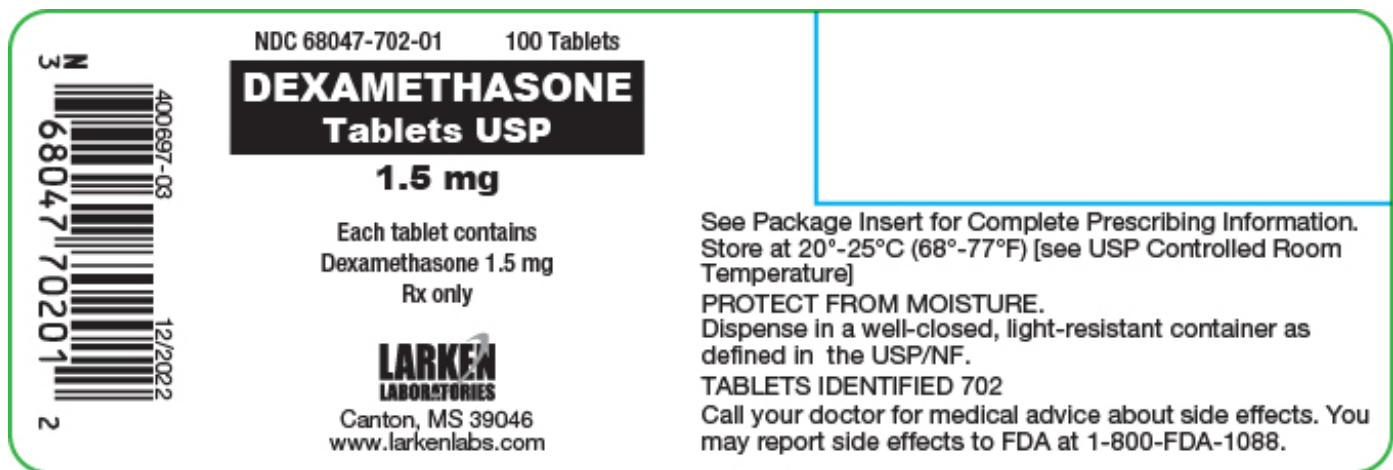 N
3 68047 70201 2
400697-03
12/2022
NDC 68047-702-01 100 Tablets
DEXAMETHASONE
Tablets USP
1.5 mg
Each tablet contains
Dexamethasone 1.5 mg
Rx only
LARKEN
LABORATORIES
Canton, MS 39046
www.larkenlabs.com
See Package Insert for Complete Prescribing Information.
Store at 20°-25°C (68°-77°F) [see USP Controlled Room
Temperature]
PROTECT FROM MOISTURE.
Dispense in a well-closed, light-resistant container as
defined in the USP/NF.
TABLETS IDENTIFIED 702
Call your doctor for medical advice about side effects. You
may report side effects to FDA at 1-800-FDA-1088.